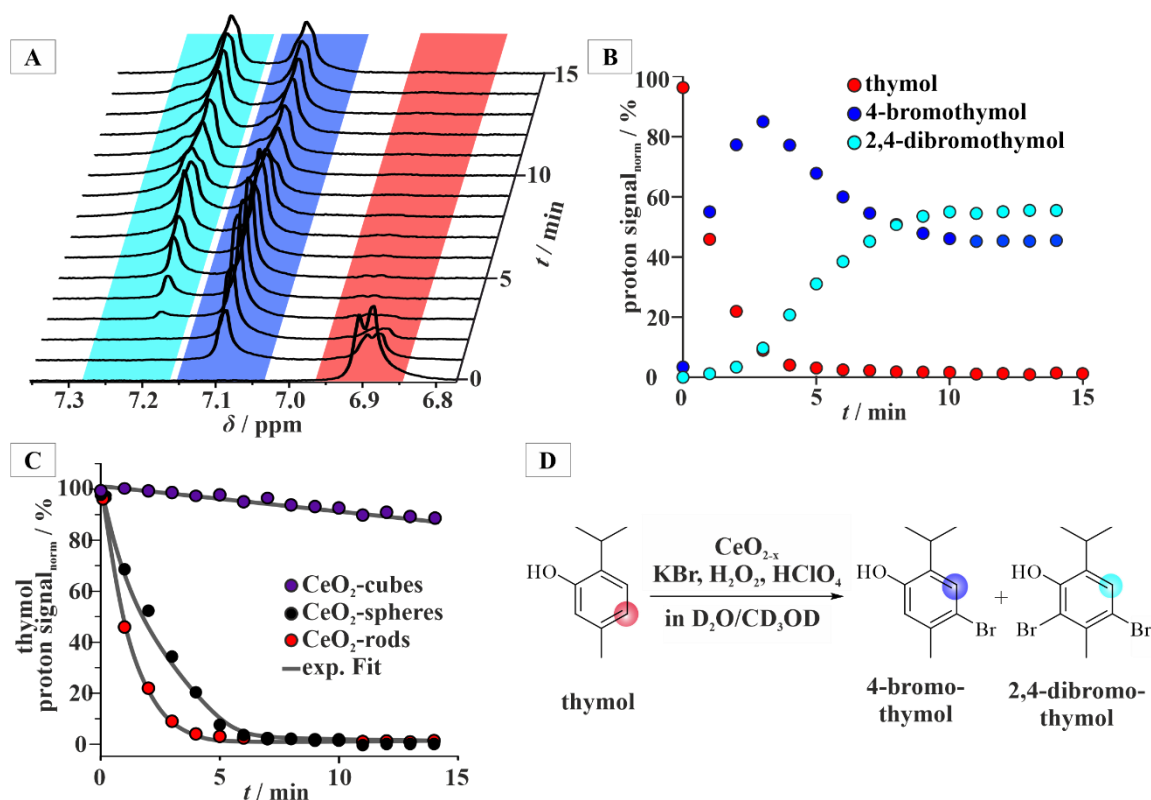 A
7.3 7.2 7.1 7.0 6.9 6.8
δ / ppm
0
5
10
15
t / min
B
proton signalnorm / %
100
80
60
40
20
0
thymol
4-bromothymol
2,4-dibromothymol
0 5 10 15
t / min
C
thymol
proton signalnorm / %
100
80
60
40
20
0
CeO2-cubes
CeO2-spheres
CeO2-rods
exp. Fit
0 5 10 15
t / min
D
HO
thymol
CeO2-x
KBr, H2O2, HClO4
in D2O/CD3OD
HO
Br
4-bromo-
thymol
+
HO
Br Br
2,4-dibromo-
thymol